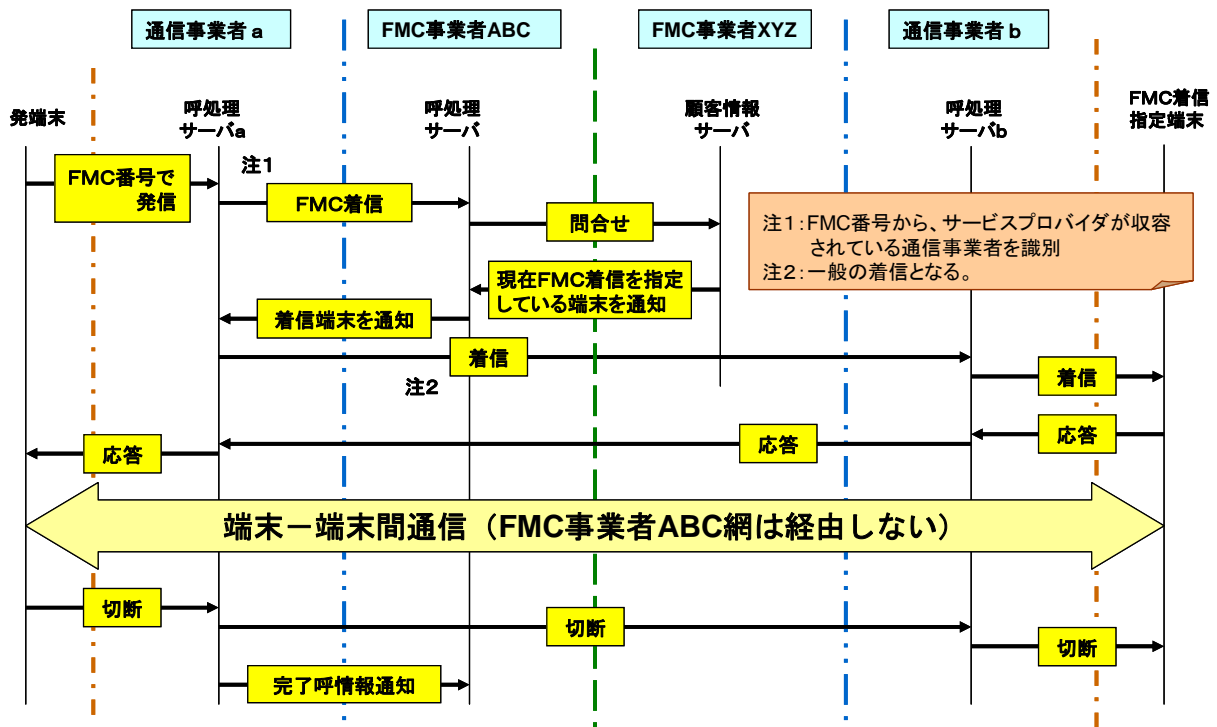 通信事業者a
FMC事業者ABC
FMC事業者XYZ
通信事業者b
発端末
呼処理
サーバa
呼処理
サーバ
顧客情報
サーバ
呼処理
サーバb
FMC着信
指定端末
注1
FMC番号で
発信
FMC着信
問合せ
注1:FMC番号から、サービスプロバイダが収容
されている通信事業者を識別
注2:一般の着信となる。
現在FMC着信を指定
している端末を通知
着信端末を通知
着信
注2
着信
応答
応答
応答
端末-端末間通信(FMC事業者ABC網は経由しない)
切断
切断
切断
完了呼情報通知